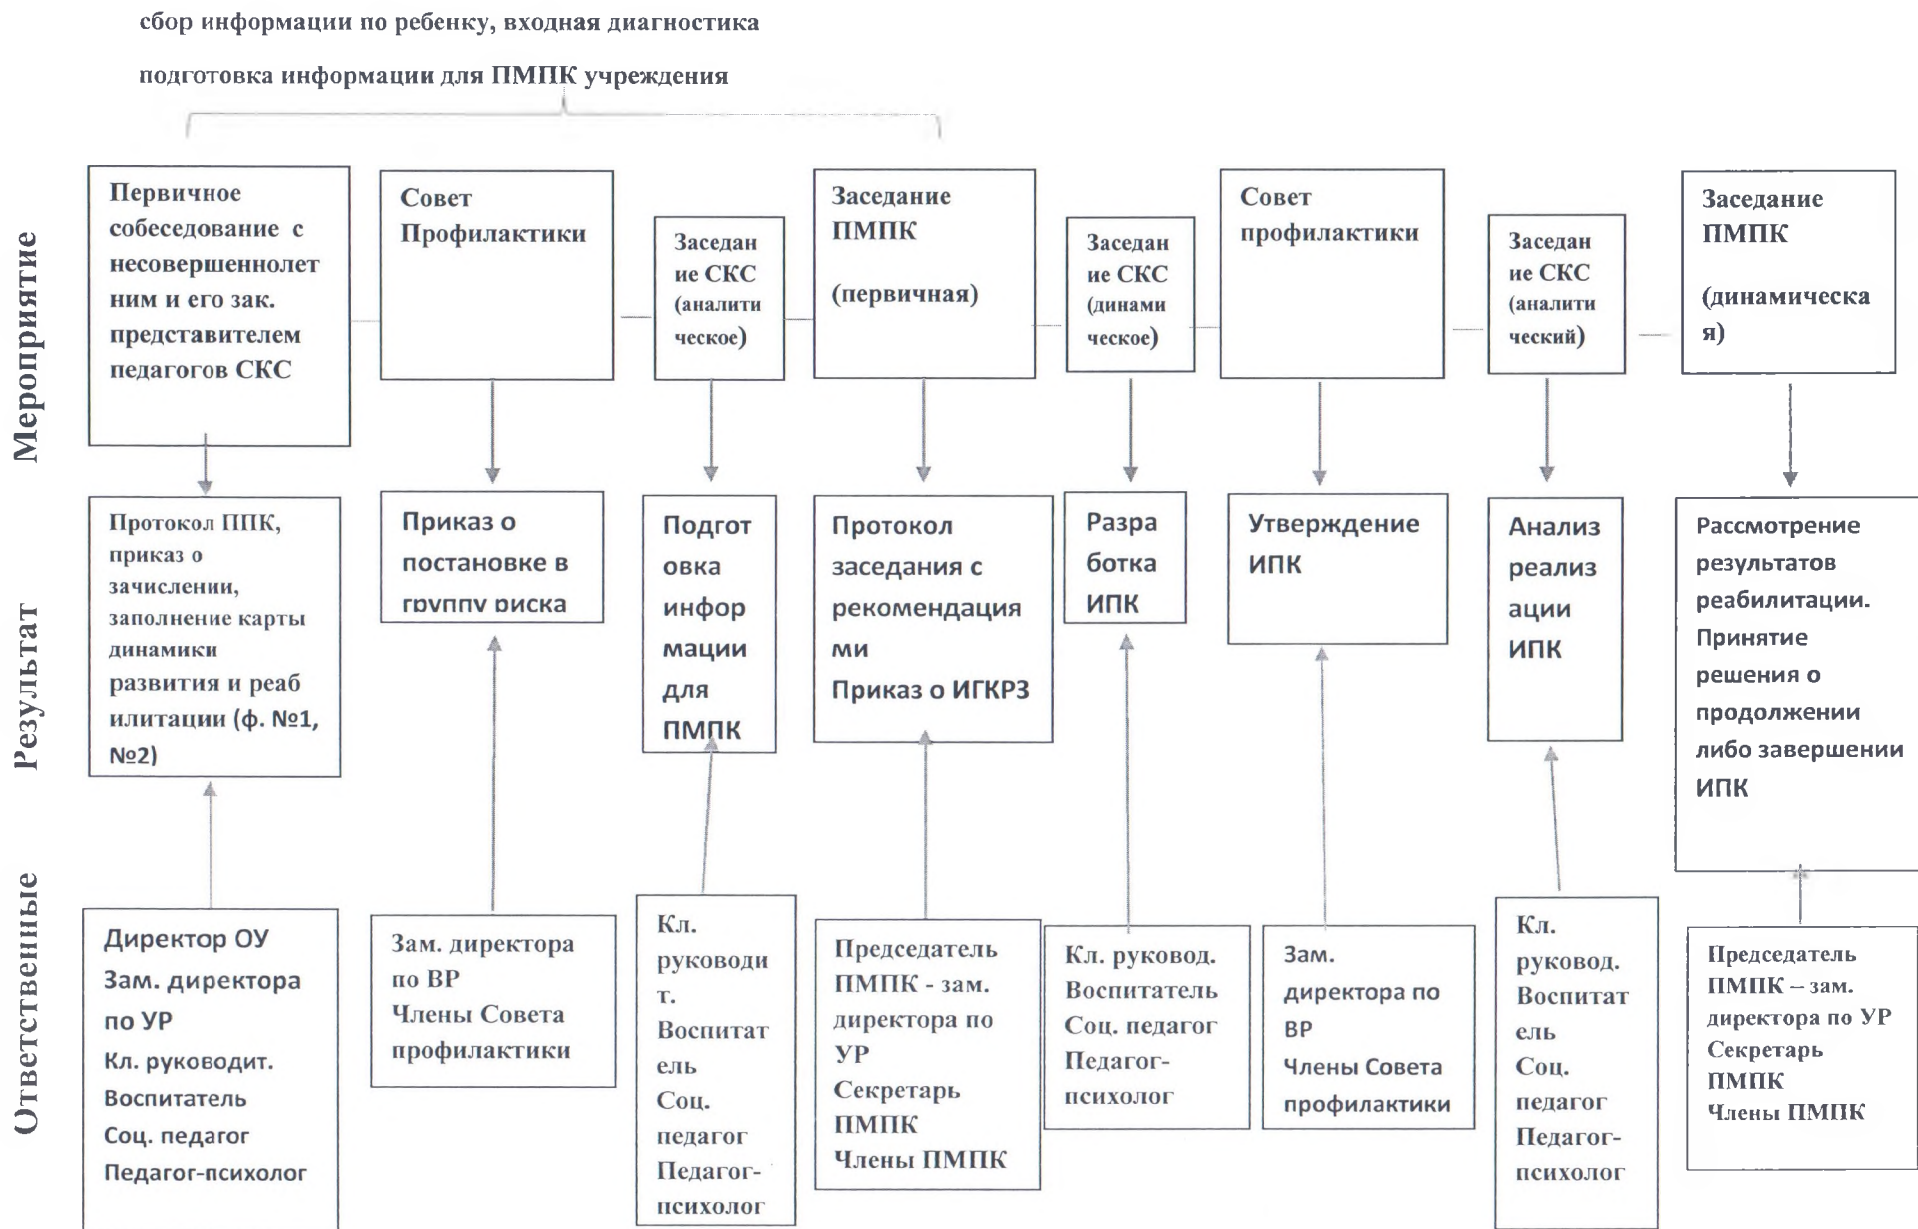 сбор информации по ребенку, входная диагностика
подготовка информации для ПМПК учреждения
Мероприятие
Первичное
собеседование с
несовершеннолет
ним и его зак.
представителем
педагогов СКС
Совет
Профилактики
Заседан
ие СКС
(аналити
ческое)
Заседание
ПМПК
(первичная)
Заседан
ие СКС
(динами
ческое)
Совет
профилактики
Заседан
ие СКС
(аналити
ческий)
Заседание
ПМПК
(динамическа
я)
Результат
Протокол ППК,
приказ о
зачислении,
заполнение карты
динамики
развития и реаб
илитации (ф. №1,
№2)
Приказ о
постановке в
группу риска
Подгот
овка
инфор
мации
для
ПМПК
Протокол
заседания с
рекомендация
ми
Приказ о ИГКРЗ
Разра
ботка
ИПК
Утверждение
ИПК
Анализ
реализ
ации
ИПК
Рассмотрение
результатов
реабилитации.
Принятие
решения о
продолжении
либо завершении
ИПК
Ответственные
Директор ОУ
Зам. директора
по УР
Кл. руководит.
Воспитатель
Соц. педагог
Педагог-психолог
Зам. директора
по ВР
Члены Совета
профилактики
Кл.
руководи
т.
Воспитат
ель
Соц.
педагог
Педагог-
психолог
Председатель
ПМПК - зам.
директора по
УР
Секретарь
ПМПК
Члены ПМПК
Кл. руковод.
Воспитатель
Соц. педагог
Педагог-
психолог
Зам.
директора по
ВР
Члены Совета
профилактики
Кл.
руковод.
Воспитат
ель
Соц.
педагог
Педагог-
психолог
Председатель
ПМПК – зам.
директора по УР
Секретарь
ПМПК
Члены ПМПК